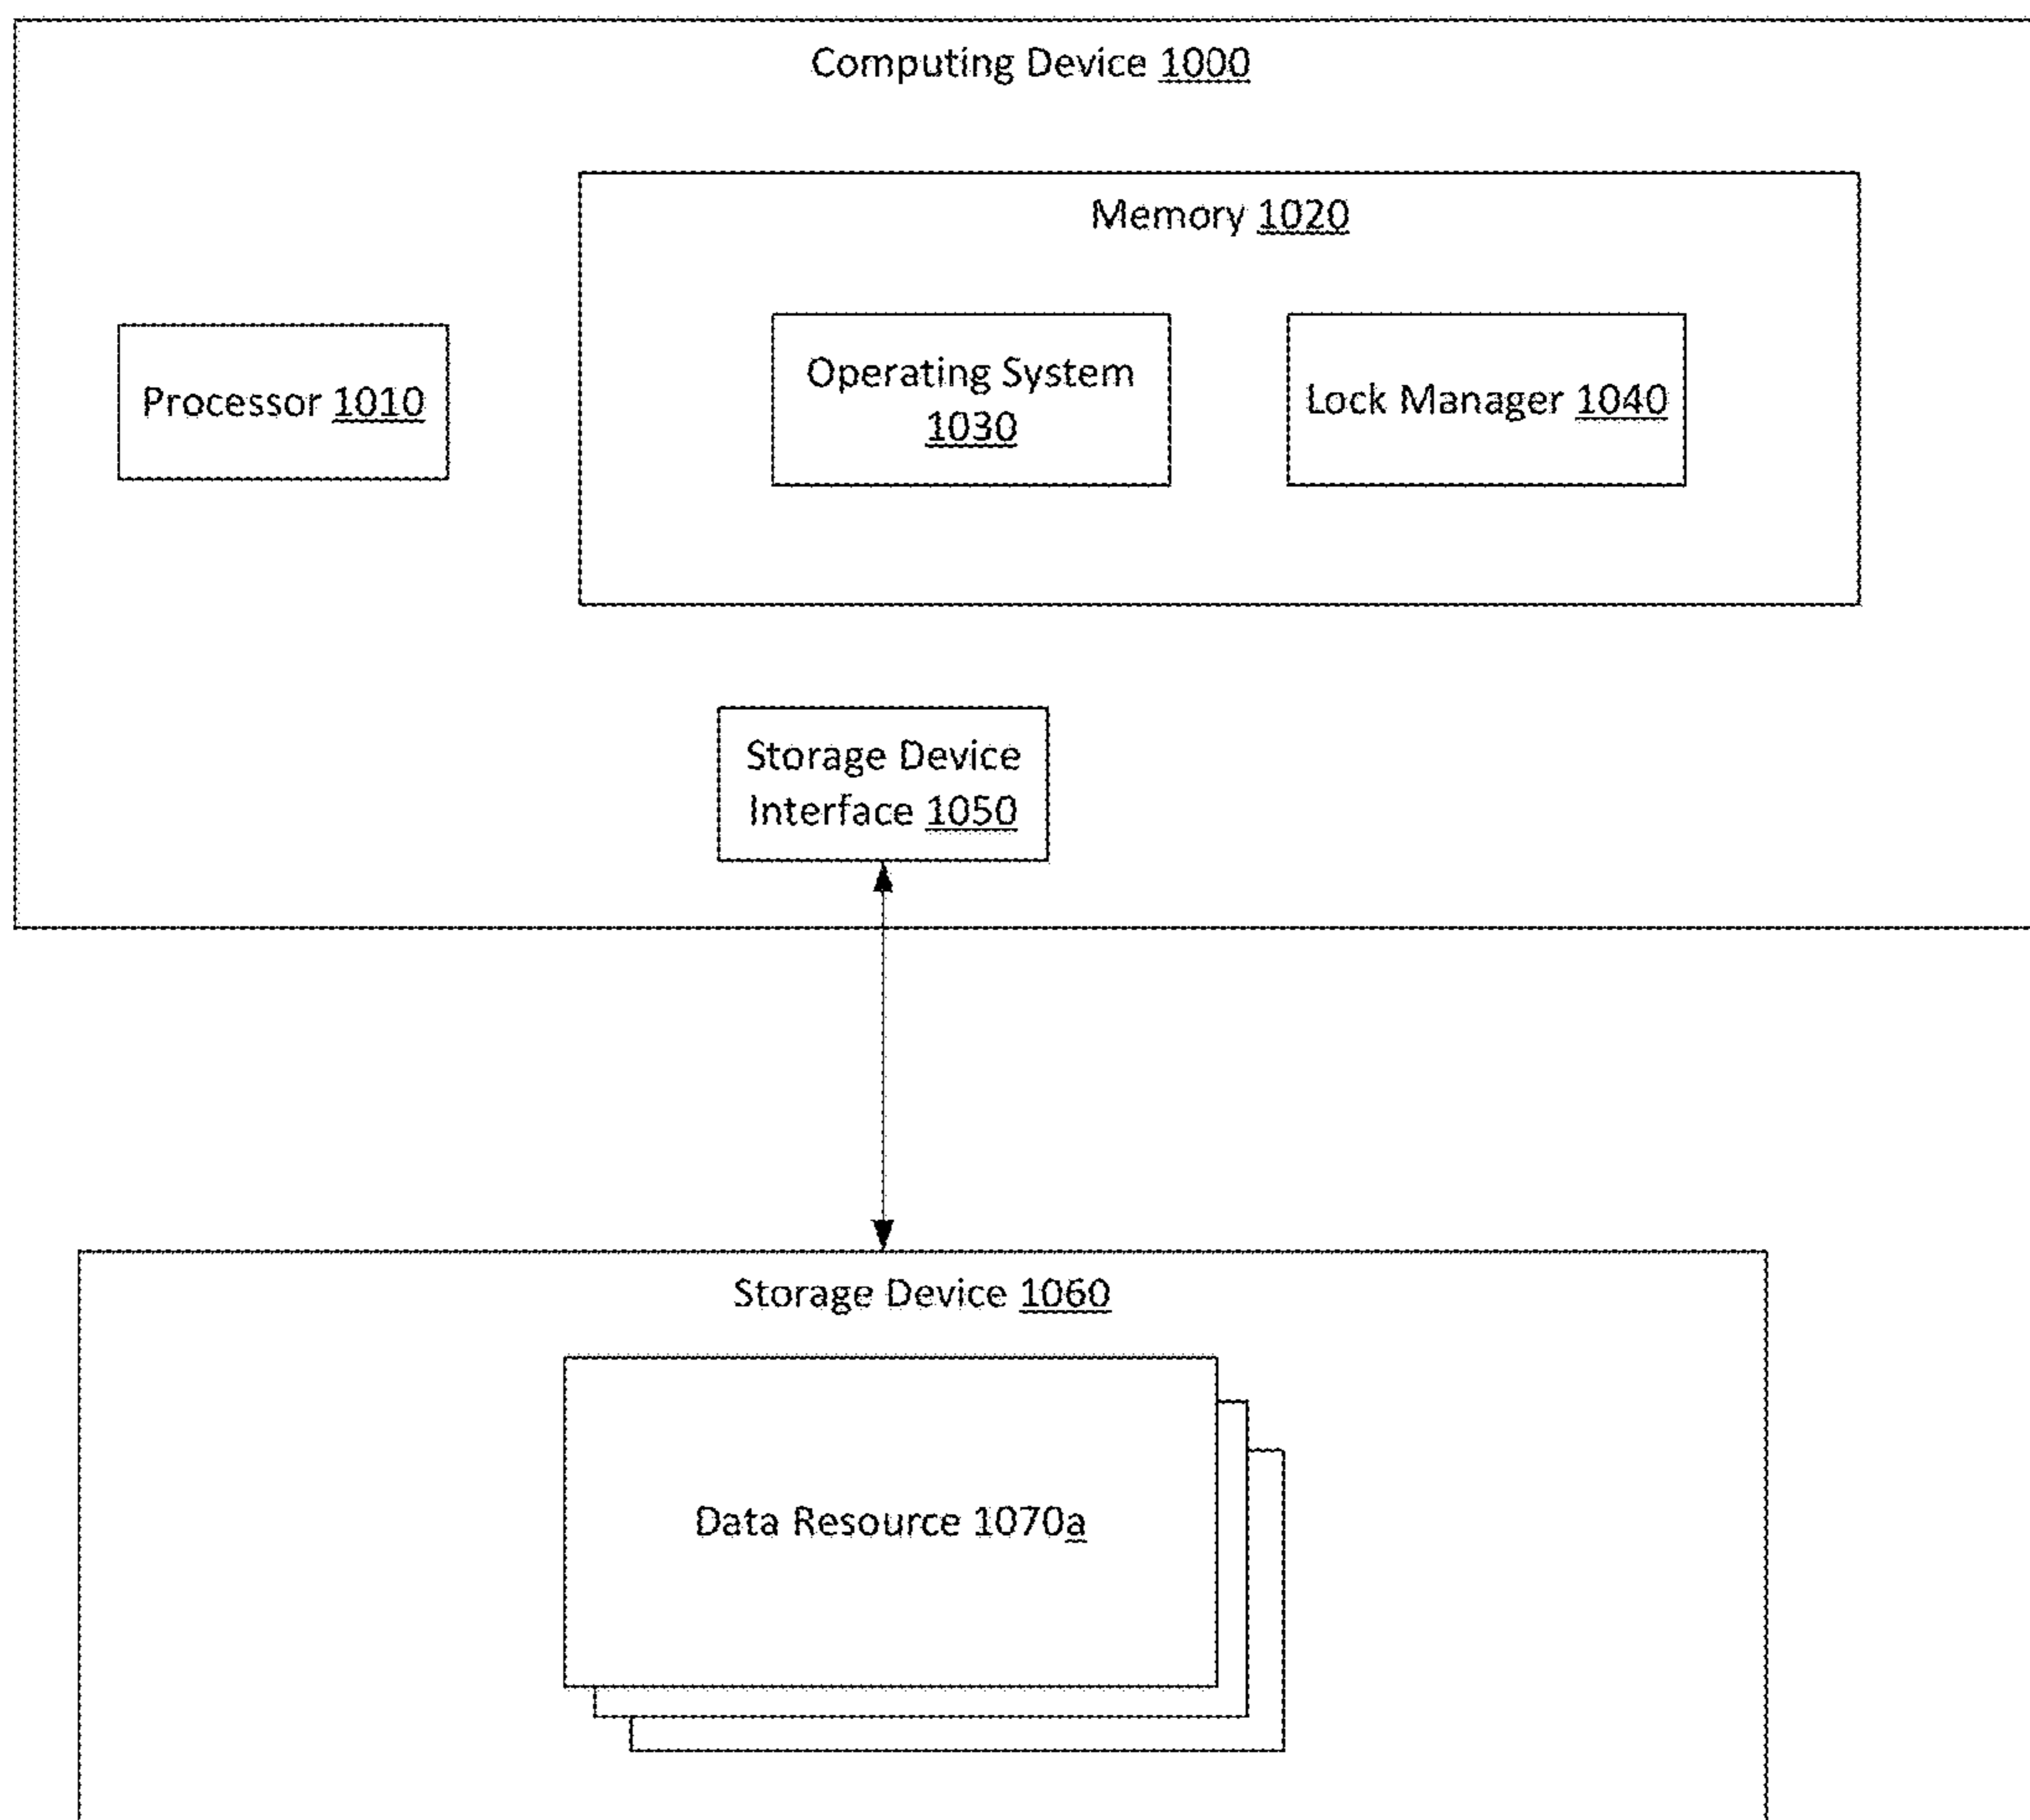 Computing Device 1000
Memory 1020
Processor 1010
Operating System
1030
Lock Manager 1040
Storage Device
Interface 1050
Storage Device 1060
Data Resource 1070a